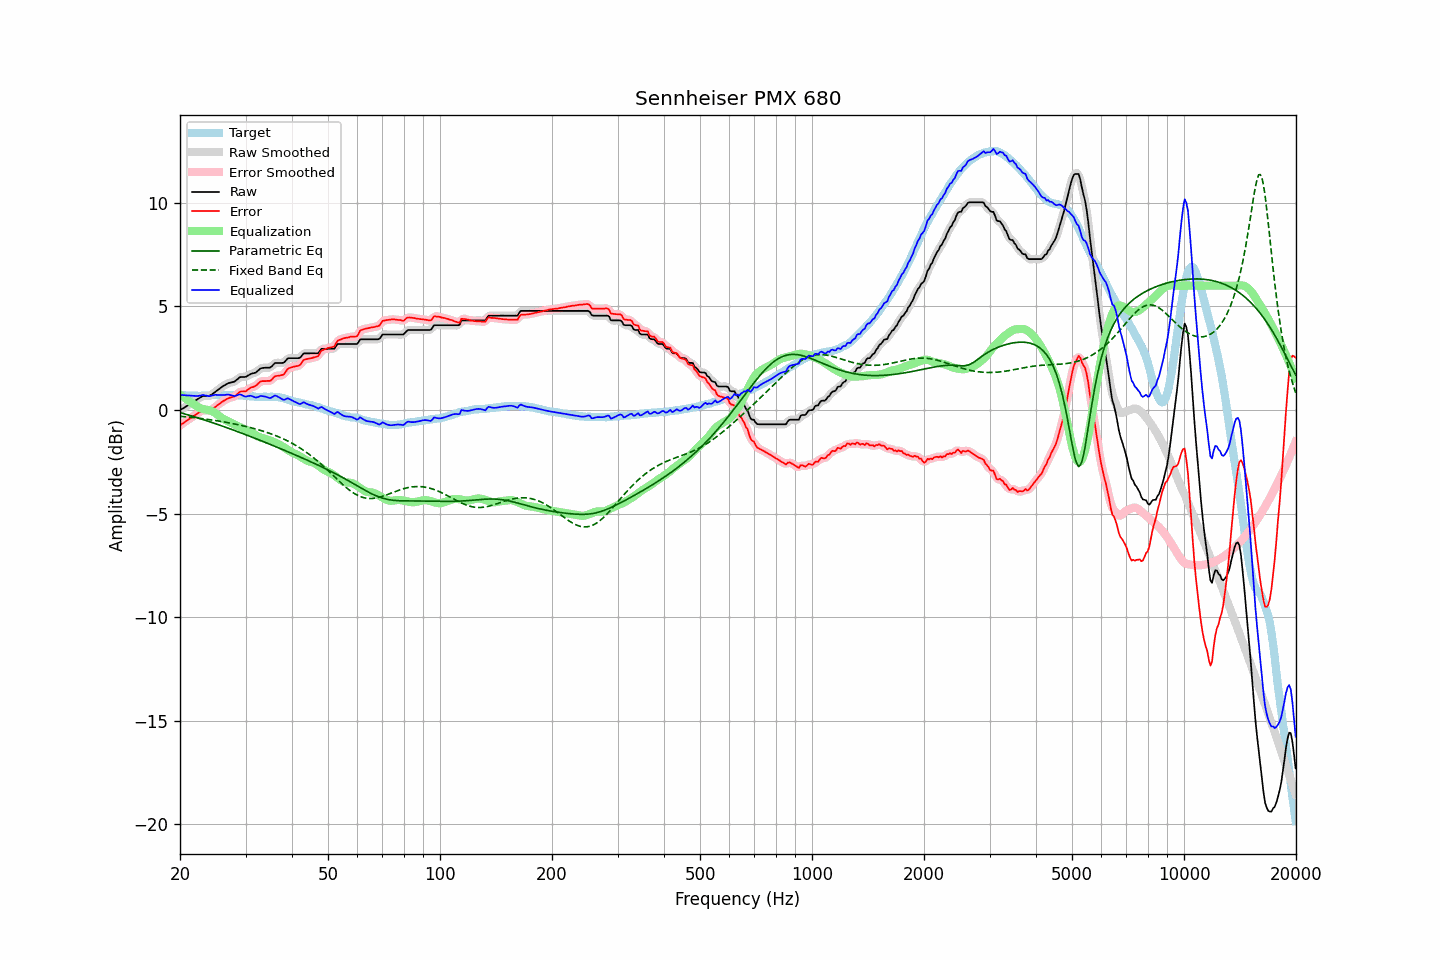 Sennheiser PMX 680
Target
Raw Smoothed
Error Smoothed
Raw
Error
Equalization
Parametric Eq
Fixed Band Eq
Equalized
Amplitude (dBr)
10
5
0
−5
−10
−15
−20
20 50 100 200 500 1000 2000 5000 10000 20000
Frequency (Hz)